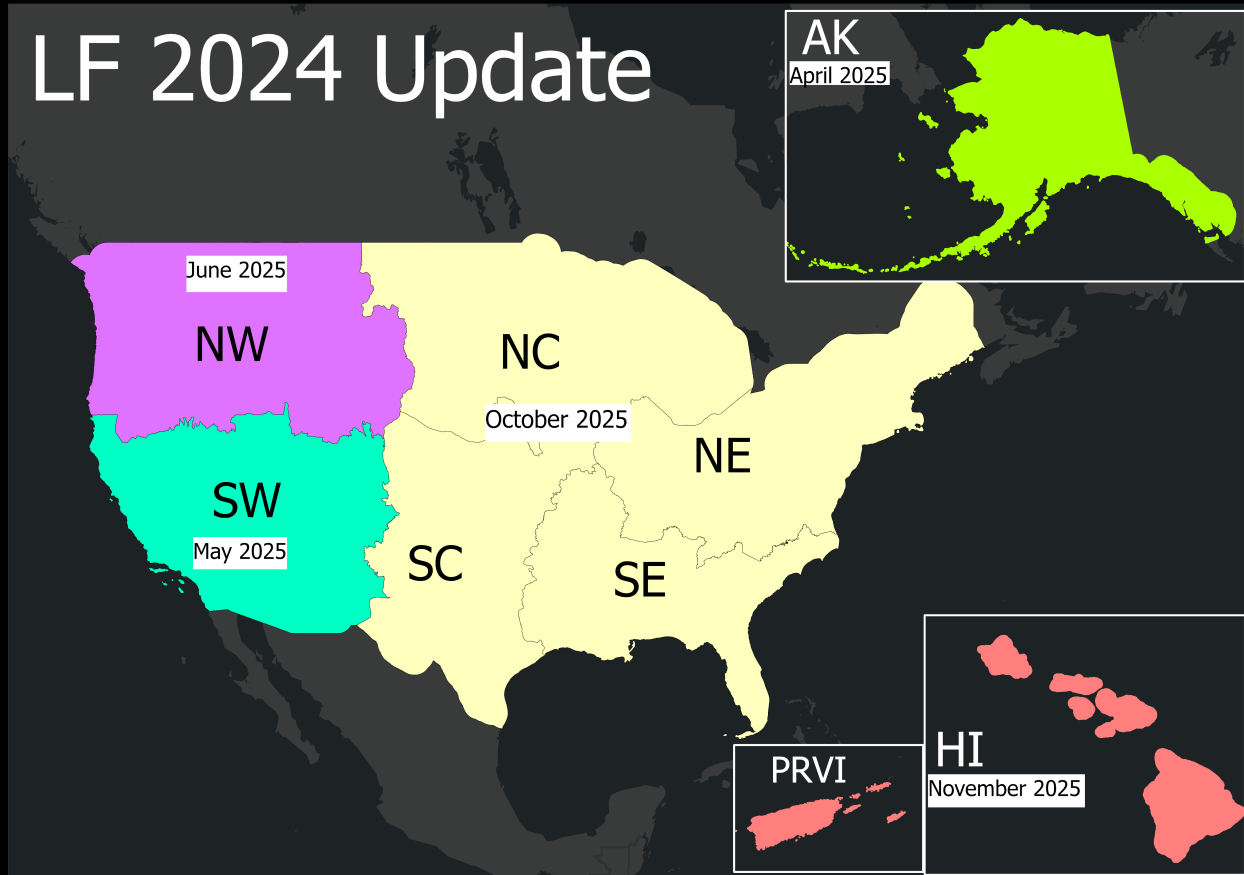 LF 2024 Update
AK
April 2025
June 2025
NW
NC
October 2025
NE
SW
May 2025
SC
SE
PRVI
HI
November 2025